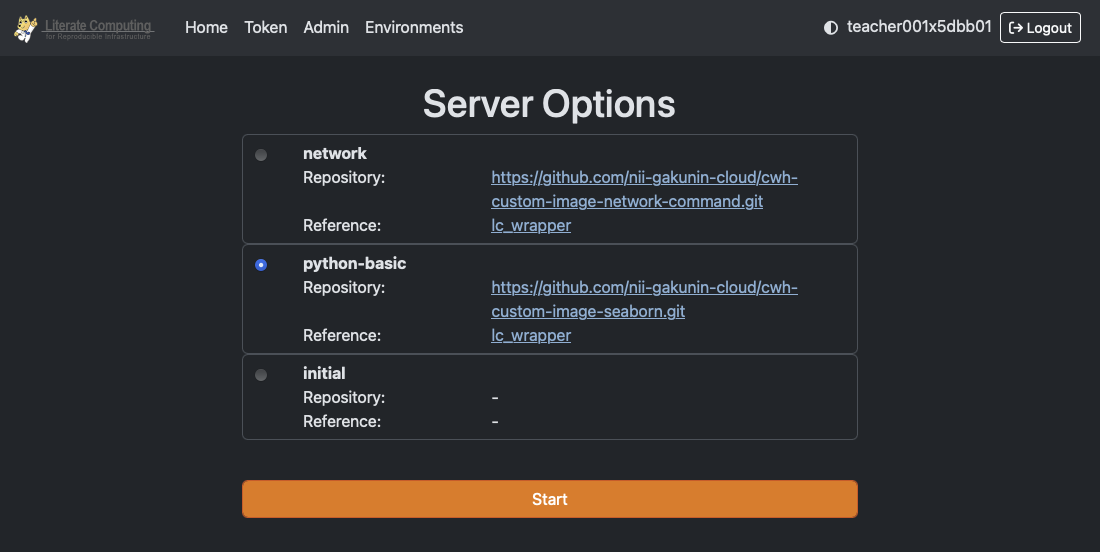 Literate Computing
for Reproducible Infrastructure
Home Token Admin Environments
teacher001x5dbb01 Logout
Server Options
network
Repository: https://github.com/nii-gakunin-cloud/cwh-
custom-image-network-command.git
Reference: lc_wrapper
python-basic
Repository: https://github.com/nii-gakunin-cloud/cwh-
custom-image-seaborn.git
Reference: lc_wrapper
initial
Repository: -
Reference: -
Start